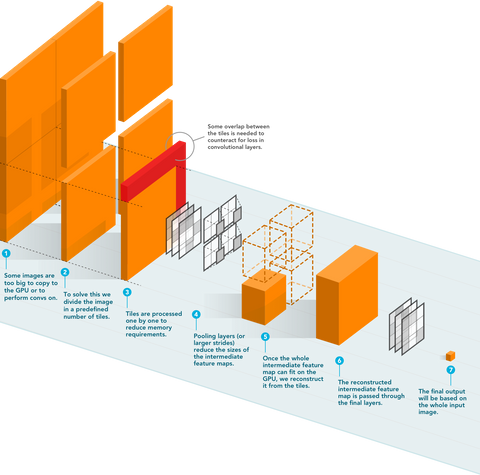 Some overlap between
the tiles is needed to
counteract for loss in
convolutional layers.
1
Some images are
too big to copy to
the GPU or to
perform convs on.
2
To solve this we
divide the image
in a predefined
number of tiles.
3
Tiles are processed
one by one to reduce
memory requirements.
4
Pooling layers (or
larger strides)
reduce the sizes of
the intermediate
feature maps.
5
Once the whole
intermediate feature
map can fit on the
GPU, we reconstruct
it from the tiles.
6
The reconstructed
intermediate feature
map is passed through
the final layers.
7
The final output
will be based on
the whole input
image.